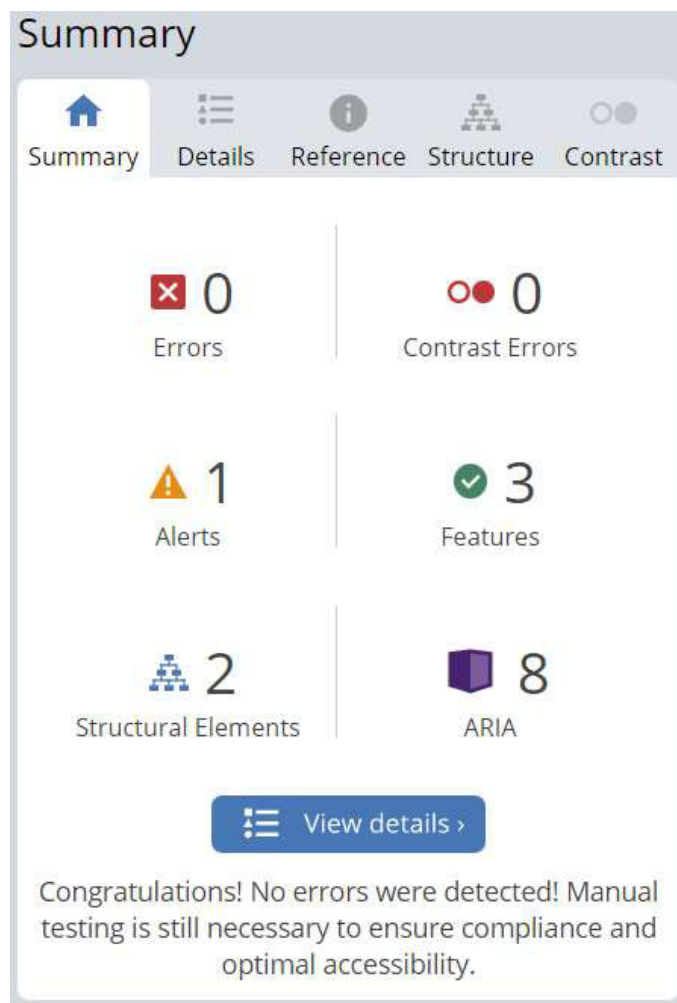 Summary
Summary Details Reference Structure Contrast
0 0
Errors Contrast Errors
1 3
Alerts Features
2 8
Structural Elements ARIA
View details ›
Congratulations! No errors were detected! Manual
testing is still necessary to ensure compliance and
optimal accessibility.